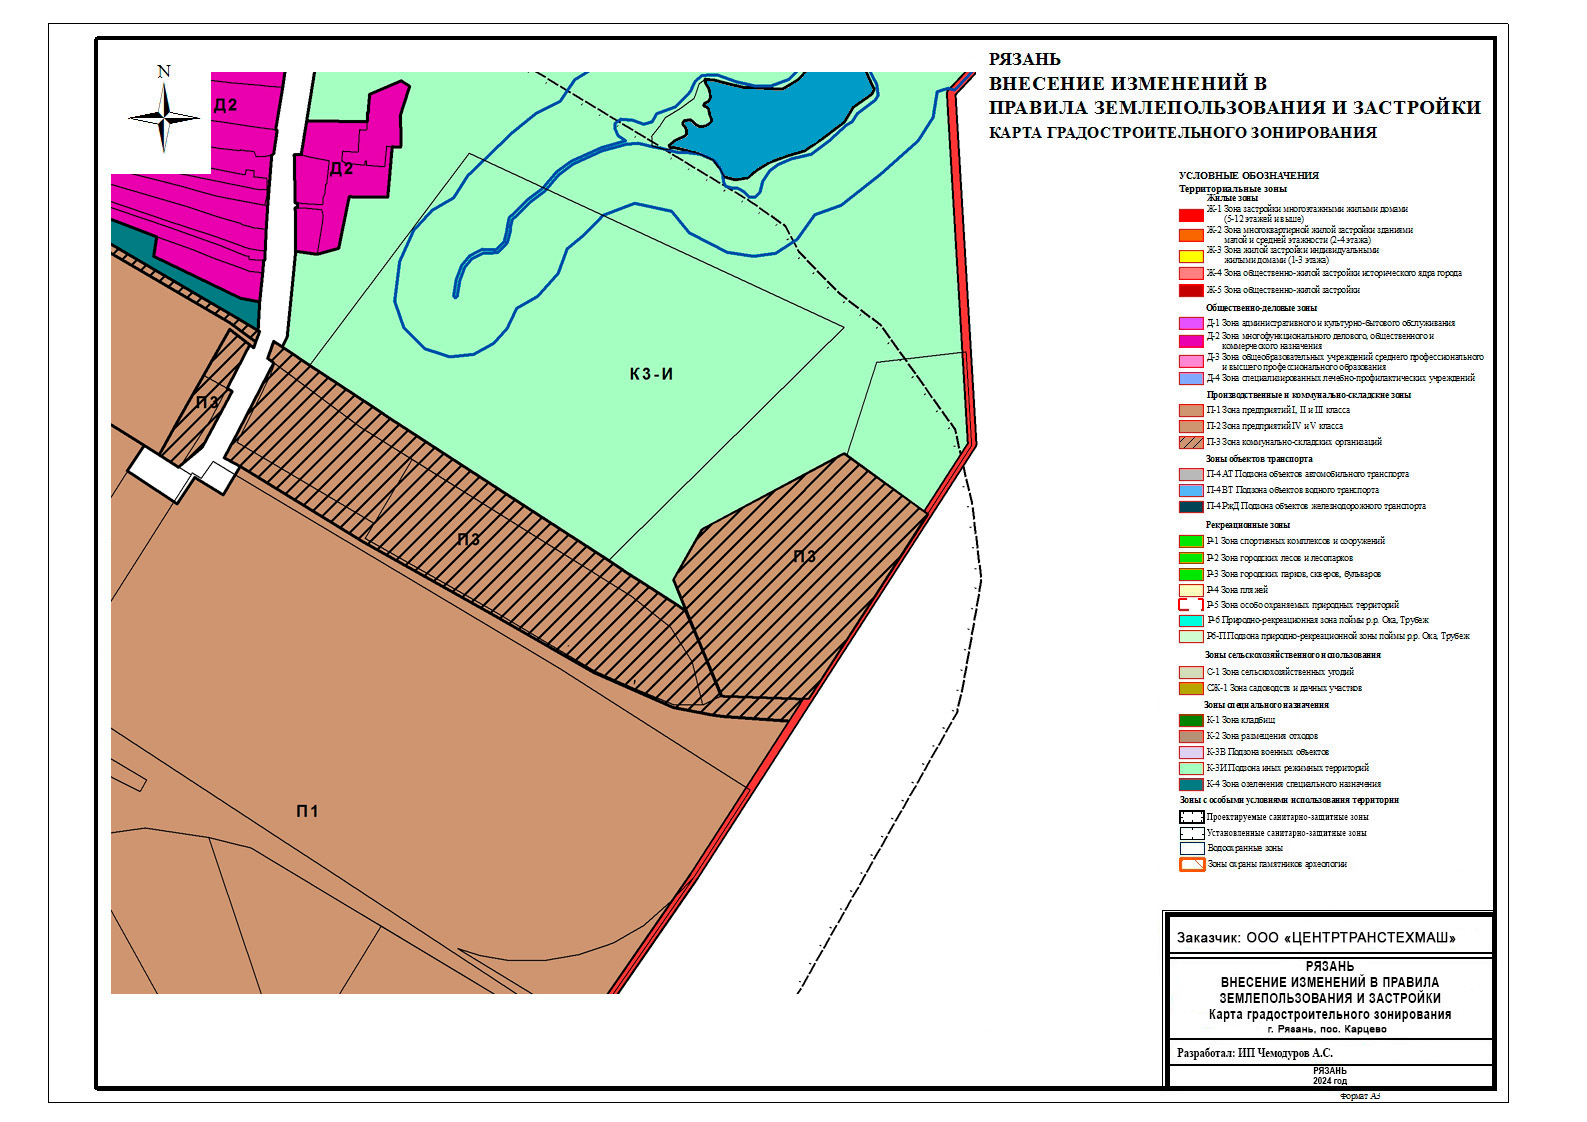 РЯЗАНЬ
ВНЕСЕНИЕ ИЗМЕНЕНИЙ В
ПРАВИЛА ЗЕМЛЕПОЛЬЗОВАНИЯ И ЗАСТРОЙКИ
КАРТА ГРАДОСТРОИТЕЛЬНОГО ЗОНИРОВАНИЯ
N
Д2
Д2
К3-И
П3
П3
П3
П1
УСЛОВНЫЕ ОБОЗНАЧЕНИЯ
Территориальные зоны
Жилые зоны
Ж-1 Зона застройки многоэтажными жилыми домами
(5-12 этажей и выше)
Ж-2 Зона многоквартирной жилой застройки зданиями
малой и средней этажности (2-4 этажа)
Ж-3 Зона жилой застройки индивидуальными
жилыми домами (1-3 этажа)
Ж-4 Зона общественно-жилой застройки исторического ядра города
Ж-5 Зона общественно-жилой застройки
Общественно-деловые зоны
Д-1 Зона административного и культурно-бытового обслуживания
Д-2 Зона многофункционального делового, общественного и
коммерческого назначения
Д-3 Зона общеобразовательных учреждений среднего профессионального
и высшего профессионального образования
Д-4 Зона специализированных лечебно-профилактических учреждений
Производственные и коммунально-складские зоны
П-1 Зона предприятий I, II и III класса
П-2 Зона предприятий IV и V класса
П-3 Зона коммунально-складских организаций
Зоны объектов транспорта
П-4 АТ Подзона объектов автомобильного транспорта
П-4 ВТ Подзона объектов водного транспорта
П-4 РжД Подзона объектов железнодорожного транспорта
Рекреационные зоны
Р-1 Зона спортивных комплексов и сооружений
Р-2 Зона городских лесов и лесопарков
Р-3 Зона городских парков, скверов, бульваров
Р-4 Зона пляжей
Р-5 Зона особо охраняемых природных территорий
Р-6 Природно-рекреационная зона поймы р.р. Ока, Трубеж
Р6-П Подзона природно-рекреационной зоны поймы р.р. Ока, Трубеж
Зоны сельскохозяйственного использования
С-1 Зона сельскохозяйственных угодий
СЖ-1 Зона садоводств и дачных участков
Зоны специального назначения
К-1 Зона кладбищ
К-2 Зона размещения отходов
К-3В Подзона военных объектов
К-3И Подзона иных режимных территорий
К-4 Зона озеленения специального назначения
Зоны с особыми условиями использования территории
Проектируемые санитарно-защитные зоны
Установленные санитарно-защитные зоны
Водоохранные зоны
Зоны охраны памятников археологии
Заказчик: ООО «ЦЕНТРТРАНСТЕХМАШ»
РЯЗАНЬ
ВНЕСЕНИЕ ИЗМЕНЕНИЙ В ПРАВИЛА
ЗЕМЛЕПОЛЬЗОВАНИЯ И ЗАСТРОЙКИ
Карта градостроительного зонирования
г. Рязань, пос. Карцево
Разработал: ИП Чемодуров А.С.
РЯЗАНЬ
2024 год
Формат А3